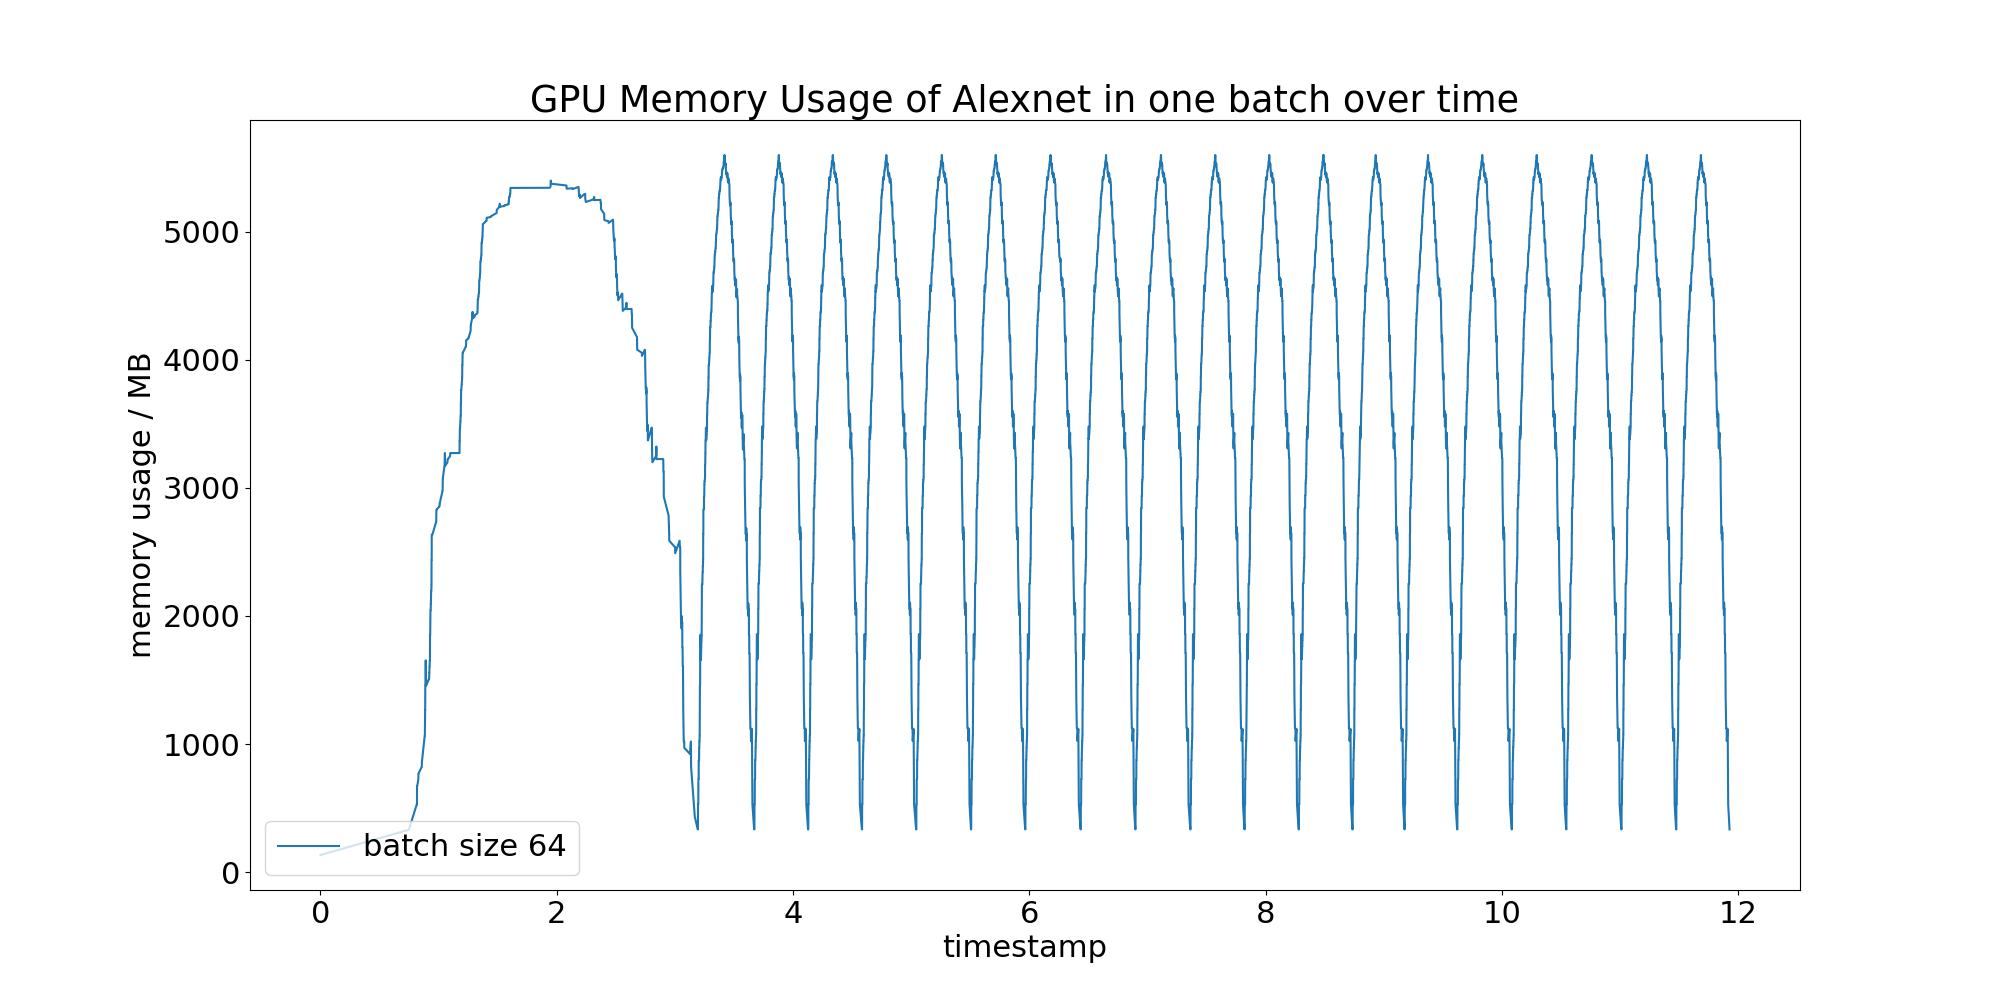 GPU Memory Usage of Alexnet in one batch over time
memory usage / MB
5000
4000
3000
2000
1000
0
batch size 64
0 2 4 6 8 10 12
timestamp